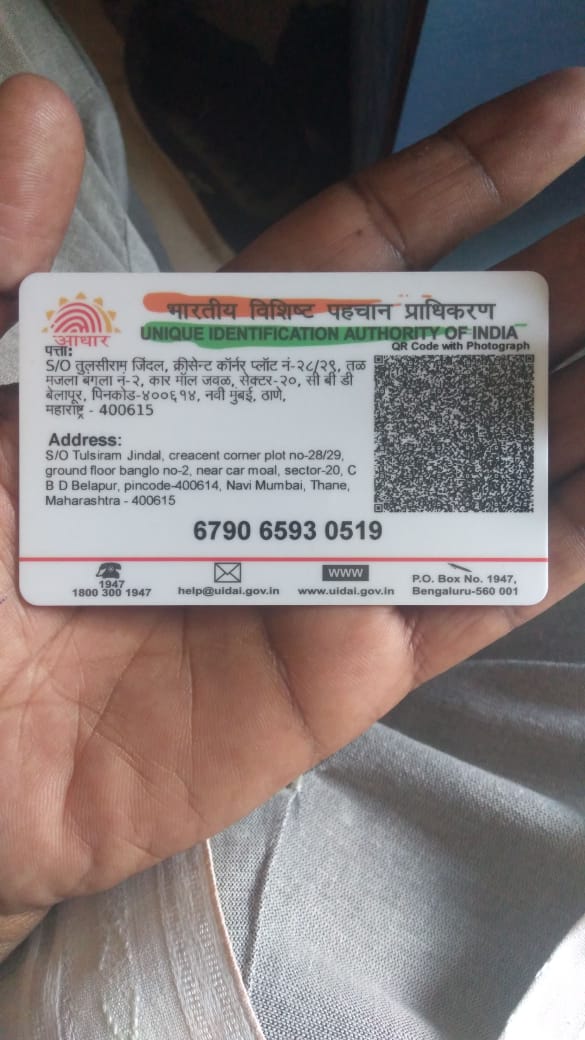 भारतीय विशिष्ट पहचान प्राधिकरण
UNIQUE IDENTIFICATION AUTHORITY OF INDIA
आधार
QR Code with Photograph
पत्ता:
S/O तुलसीराम जिंदल, क्रीसेन्ट कॉर्नर प्लॉट नं-२८/२९, तळ
मजला बंगला नं-२, कार मॉल जवळ, सेक्टर-२०, सी बी डी
बेलापूर, पिनकोड-४००६१४, नवी मुंबई, ठाणे,
महाराष्ट्र - 400615
Address:
S/O Tulsiram Jindal, creacent corner plot no-28/29,
ground floor banglo no-2, near car moal, sector-20, C
B D Belapur, pincode-400614, Navi Mumbai, Thane,
Maharashtra - 400615
6790 6593 0519
1947
1800 300 1947
help@uidai.gov.in
WWW
www.uidai.gov.in
P.O. Box No. 1947,
Bengaluru-560 001